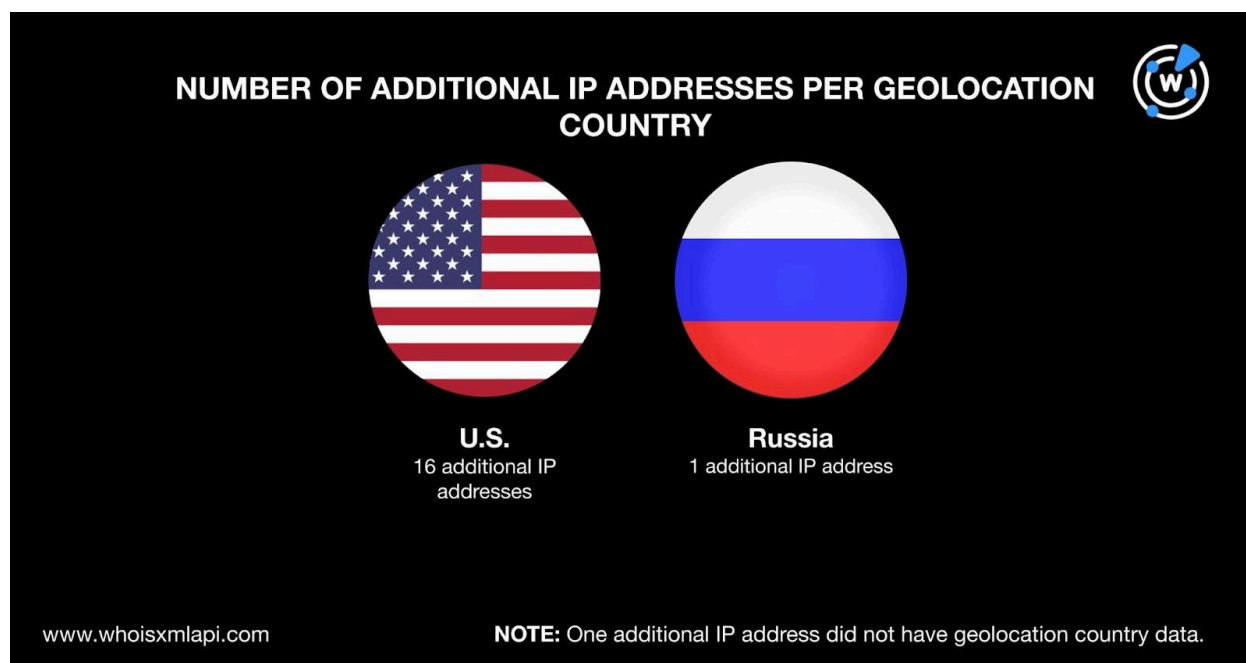 NUMBER OF ADDITIONAL IP ADDRESSES PER GEOLOCATION
COUNTRY
W
U.S.
16 additional IP
addresses
Russia
1 additional IP address
www.whoisxmlapi.com
NOTE: One additional IP address did not have geolocation country data.